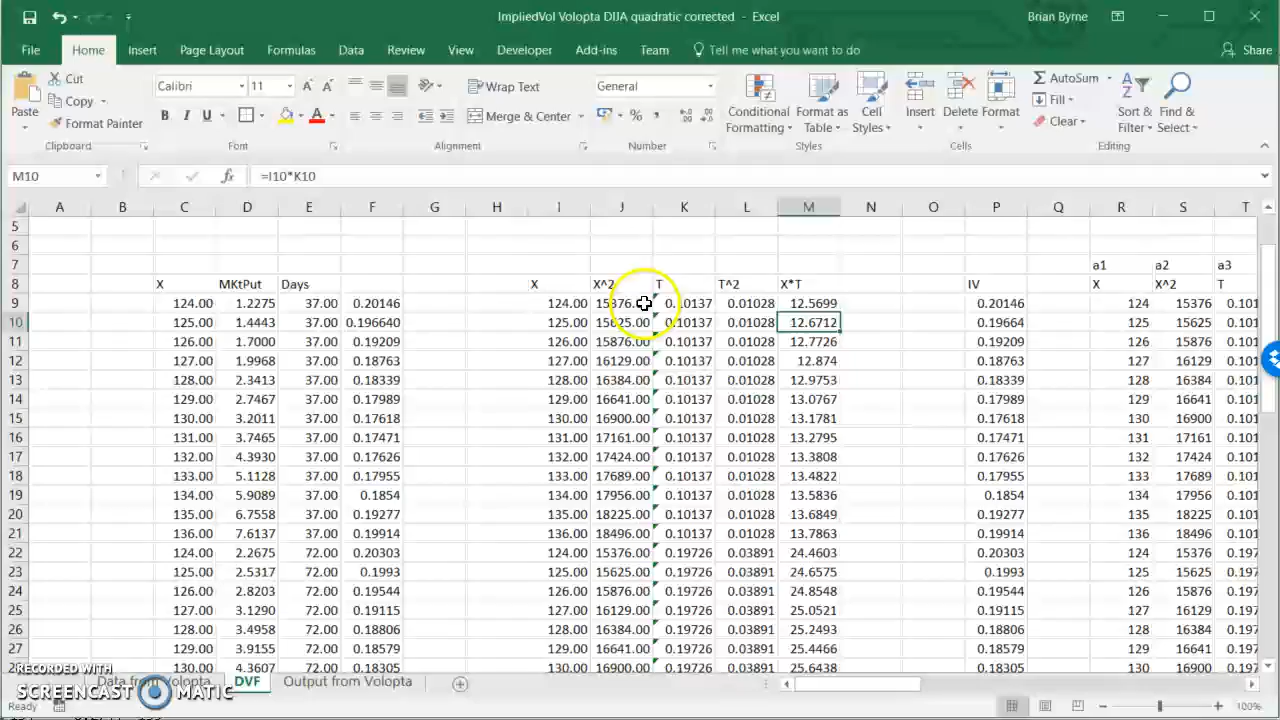 ImpliedVol Volopta DIJA quadratic corrected - Excel
Brian Byrne
File Home Insert Page Layout Formulas Data Review View Developer Add-ins Team Tell me what you want to do Share
Paste Cut Copy Format Painter
Calibri 11 B I U
Wrap Text Merge & Center
General % ,
Conditional Formatting Format as Table Cell Styles
Insert Delete Format
AutoSum Fill Clear Sort & Filter Find & Select
Clipboard Font Alignment Number Styles Cells Editing
M10 fx =I10*K10
A B C D E F G H I J K L M N O P Q R S T
5
6
7 a1 a2 a3
8 X MKtPut Days X X^2 T T^2 X*T IV X X^2 T
9 124.00 1.2275 37.00 0.20146 124.00 15376.00 0.10137 0.01028 12.5699 0.20146 124 15376 0.101
10 125.00 1.4443 37.00 0.196640 125.00 15625.00 0.10137 0.01028 12.6712 0.19664 125 15625 0.101
11 126.00 1.7000 37.00 0.19209 126.00 15876.00 0.10137 0.01028 12.7726 0.19209 126 15876 0.101
12 127.00 1.9968 37.00 0.18763 127.00 16129.00 0.10137 0.01028 12.874 0.18763 127 16129 0.101
13 128.00 2.3413 37.00 0.18339 128.00 16384.00 0.10137 0.01028 12.9753 0.18339 128 16384 0.101
14 129.00 2.7467 37.00 0.17989 129.00 16641.00 0.10137 0.01028 13.0767 0.17989 129 16641 0.101
15 130.00 3.2011 37.00 0.17618 130.00 16900.00 0.10137 0.01028 13.1781 0.17618 130 16900 0.101
16 131.00 3.7465 37.00 0.17471 131.00 17161.00 0.10137 0.01028 13.2795 0.17471 131 17161 0.101
17 132.00 4.3930 37.00 0.17626 132.00 17424.00 0.10137 0.01028 13.3808 0.17626 132 17424 0.101
18 133.00 5.1128 37.00 0.17955 133.00 17689.00 0.10137 0.01028 13.4822 0.17955 133 17689 0.101
19 134.00 5.9089 37.00 0.1854 134.00 17956.00 0.10137 0.01028 13.5836 0.1854 134 17956 0.101
20 135.00 6.7558 37.00 0.19277 135.00 18225.00 0.10137 0.01028 13.6849 0.19277 135 18225 0.101
21 136.00 7.6137 37.00 0.19914 136.00 18496.00 0.10137 0.01028 13.7863 0.19914 136 18496 0.101
22 124.00 2.2675 72.00 0.20303 124.00 15376.00 0.19726 0.03891 24.4603 0.20303 124 15376 0.197
23 125.00 2.5317 72.00 0.1993 125.00 15625.00 0.19726 0.03891 24.6575 0.1993 125 15625 0.197
24 126.00 2.8203 72.00 0.19544 126.00 15876.00 0.19726 0.03891 24.8548 0.19544 126 15876 0.197
25 127.00 3.1290 72.00 0.19115 127.00 16129.00 0.19726 0.03891 25.0521 0.19115 127 16129 0.197
26 128.00 3.4958 72.00 0.18806 128.00 16384.00 0.19726 0.03891 25.2493 0.18806 128 16384 0.197
27 129.00 3.9155 72.00 0.18579 129.00 16641.00 0.19726 0.03891 25.4466 0.18579 129 16641 0.197
130.00 4.3607 72.00 0.18305 130.00 16900.00 0.19726 0.03891 25.6438 0.18305 130 16900 0.197
RECORDED WITH
SCREENCAST MATIC
Data from Volopta DVF Output from Volopta
Ready 100%